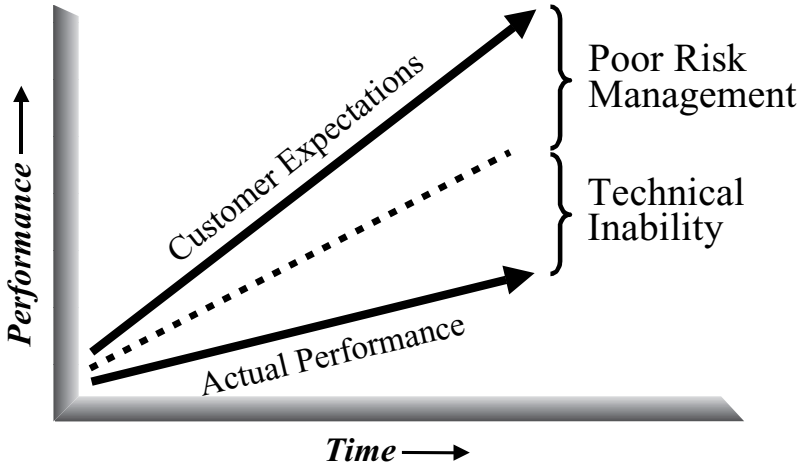 Poor Risk
Management
Customer Expectations
Technical
Inability
Performance
Actual Performance
Time